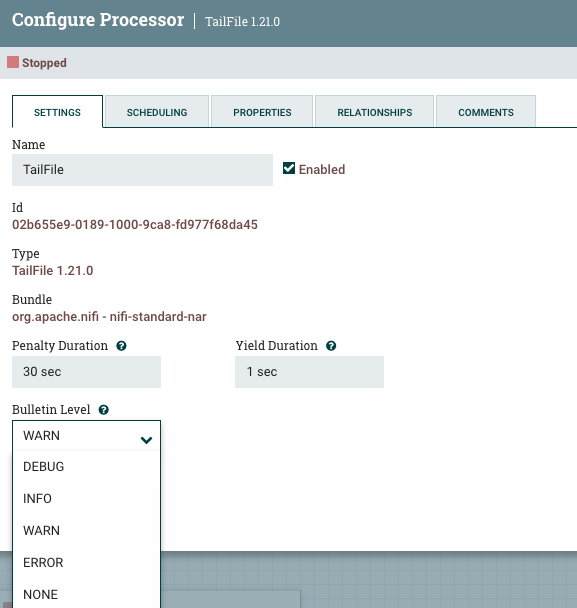 Configure Processor | TailFile 1.21.0
Stopped
SETTINGS SCHEDULING PROPERTIES RELATIONSHIPS COMMENTS
Name
TailFile Enabled
Id
02b655e9-0189-1000-9ca8-fd977f68da45
Type
TailFile 1.21.0
Bundle
org.apache.nifi - nifi-standard-nar
Penalty Duration ? Yield Duration ?
30 sec 1 sec
Bulletin Level ?
WARN
DEBUG
INFO
WARN
ERROR
NONE